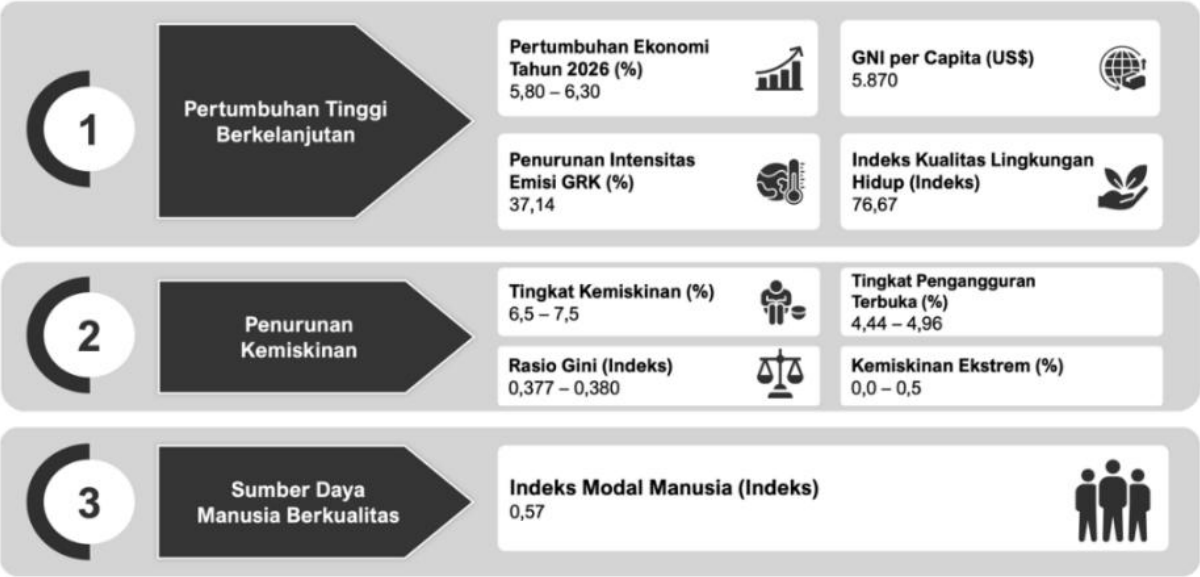 1
Pertumbuhan Tinggi
Berkelanjutan
Pertumbuhan Ekonomi
Tahun 2026 (%)
5,80 – 6,30
GNI per Capita (US$)
5.870
Penurunan Intensitas
Emisi GRK (%)
37,14
Indeks Kualitas Lingkungan
Hidup (Indeks)
76,67
2
Penurunan
Kemiskinan
Tingkat Kemiskinan (%)
6,5 – 7,5
Tingkat Pengangguran
Terbuka (%)
4,44 – 4,96
Rasio Gini (Indeks)
0,377 – 0,380
Kemiskinan Ekstrem (%)
0,0 – 0,5
3
Sumber Daya
Manusia Berkualitas
Indeks Modal Manusia (Indeks)
0,57